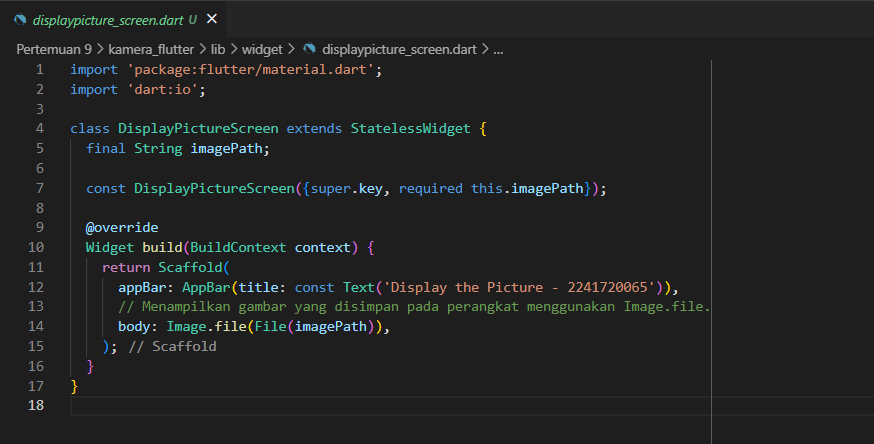 displaypicture_screen.dart U
Pertemuan 9 > kamera_flutter > lib > widget > displaypicture_screen.dart > ...
1 import 'package:flutter/material.dart';
2 import 'dart:io';
3
4 class DisplayPictureScreen extends StatelessWidget {
5 final String imagePath;
6
7 const DisplayPictureScreen({super.key, required this.imagePath});
8
9 @override
10 Widget build(BuildContext context) {
11 return Scaffold(
12 appBar: AppBar(title: const Text('Display the Picture - 2241720065')),
13 // Menampilkan gambar yang disimpan pada perangkat menggunakan Image.file.
14 body: Image.file(File(imagePath)),
15 ); // Scaffold
16 }
17 }
18